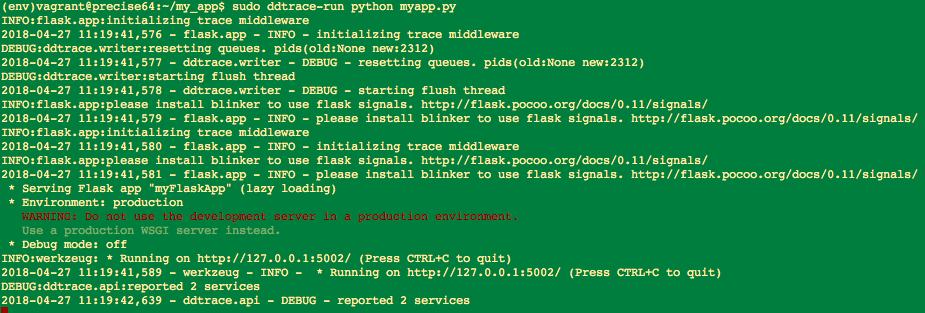 (env)vagrant@precise64:~/my_app$ sudo ddtrace-run python myapp.py
INFO:flask.app:initializing trace middleware
2018-04-27 11:19:41,576 - flask.app - INFO - initializing trace middleware
DEBUG:ddtrace.writer:resetting queues. pids(old:None new:2312)
2018-04-27 11:19:41,577 - ddtrace.writer - DEBUG - resetting queues. pids(old:None new:2312)
DEBUG:ddtrace.writer:starting flush thread
2018-04-27 11:19:41,578 - ddtrace.writer - DEBUG - starting flush thread
INFO:flask.app:please install blinker to use flask signals. http://flask.pocoo.org/docs/0.11/signals/
2018-04-27 11:19:41,579 - flask.app - INFO - please install blinker to use flask signals. http://flask.pocoo.org/docs/0.11/signals/
INFO:flask.app:initializing trace middleware
2018-04-27 11:19:41,580 - flask.app - INFO - initializing trace middleware
INFO:flask.app:please install blinker to use flask signals. http://flask.pocoo.org/docs/0.11/signals/
2018-04-27 11:19:41,581 - flask.app - INFO - please install blinker to use flask signals. http://flask.pocoo.org/docs/0.11/signals/
 * Serving Flask app "myFlaskApp" (lazy loading)
 * Environment: production
   WARNING: Do not use the development server in a production environment.
   Use a production WSGI server instead.
 * Debug mode: off
INFO:werkzeug: * Running on http://127.0.0.1:5002/ (Press CTRL+C to quit)
2018-04-27 11:19:41,589 - werkzeug - INFO -  * Running on http://127.0.0.1:5002/ (Press CTRL+C to quit)
DEBUG:ddtrace.api:reported 2 services
2018-04-27 11:19:42,639 - ddtrace.api - DEBUG - reported 2 services